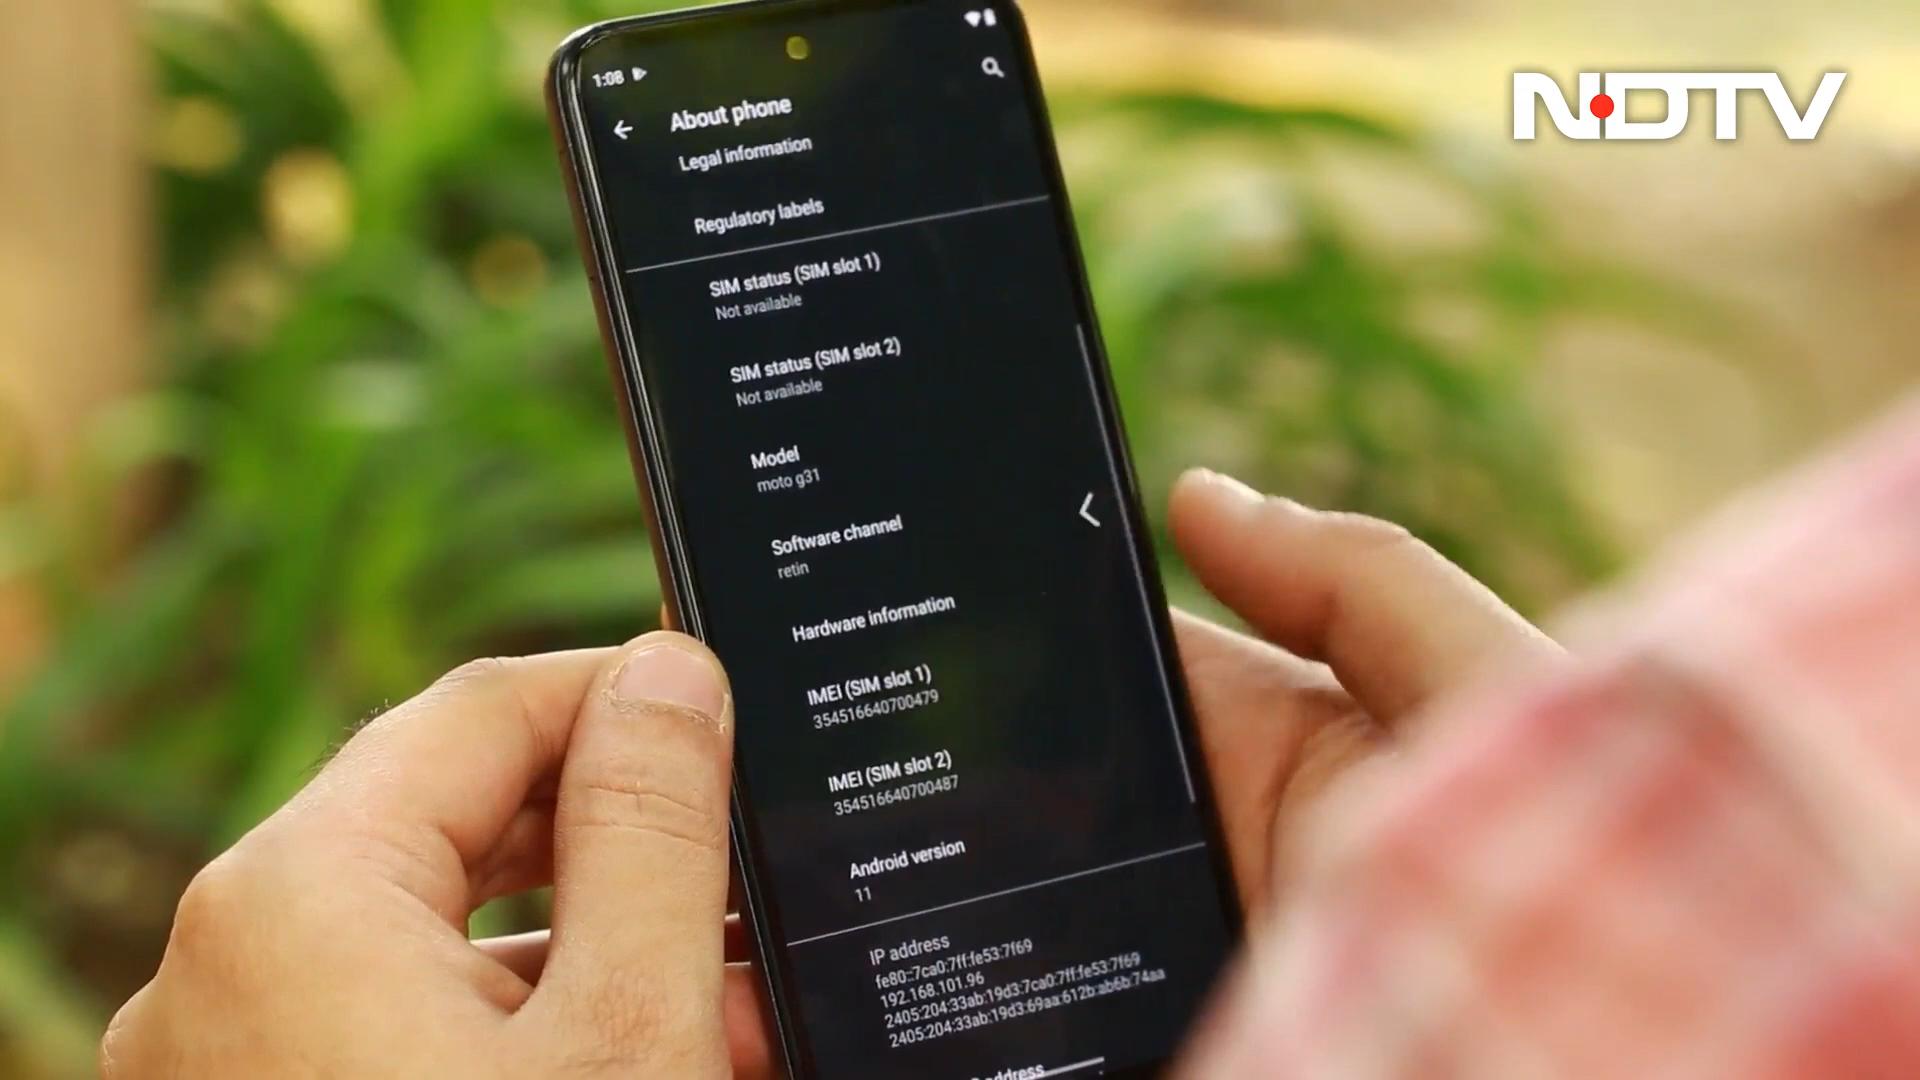 NDTV
1:08
About phone
Legal information
Regulatory labels
SIM status (SIM slot 1)
Not available
SIM status (SIM slot 2)
Not available
Model
moto g31
Software channel
retin
Hardware information
IMEI (SIM slot 1)
354516640700479
IMEI (SIM slot 2)
354516640700487
Android version
11
IP address
fe80::7ca0:7ff:fe53:7f69
192.168.101.96
2405:204:33ab:19d3:7ca0:7ff:fe53:7f69
2405:204:33ab:19d3:69aa:612b:ab6b:74aa
address